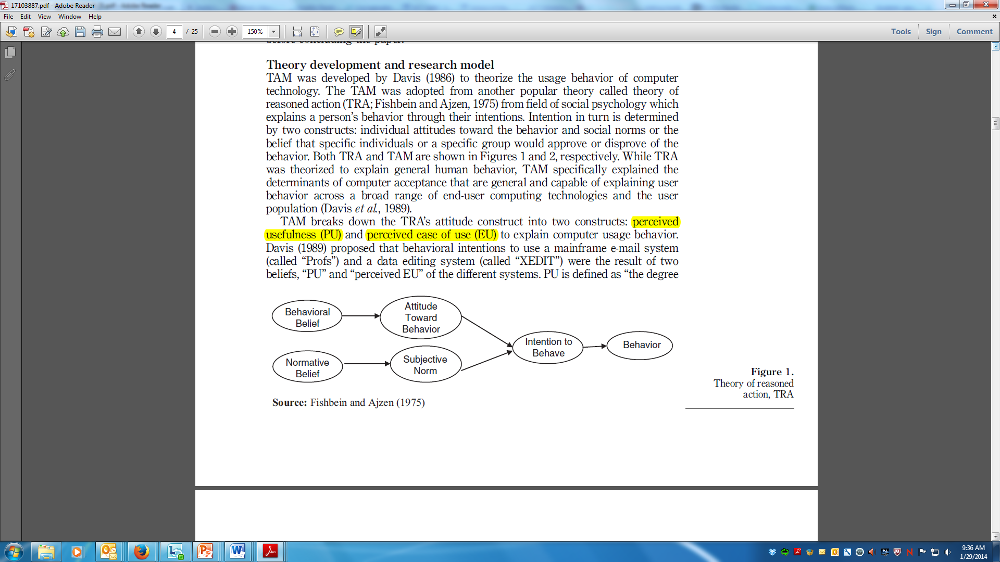 17103887.pdf - Adobe Reader
File Edit View Window Help
4 / 25 150% Tools Sign Comment
before concluding the paper.
Theory development and research model
TAM was developed by Davis (1986) to theorize the usage behavior of computer
technology. The TAM was adopted from another popular theory called theory of
reasoned action (TRA; Fishbein and Ajzen, 1975) from field of social psychology which
explains a person's behavior through their intentions. Intention in turn is determined
by two constructs: individual attitudes toward the behavior and social norms or the
belief that specific individuals or a specific group would approve or disprove of the
behavior. Both TRA and TAM are shown in Figures 1 and 2, respectively. While TRA
was theorized to explain general human behavior, TAM specifically explained the
determinants of computer acceptance that are general and capable of explaining user
behavior across a broad range of end-user computing technologies and the user
population (Davis et al., 1989).
TAM breaks down the TRA's attitude construct into two constructs: perceived
usefulness (PU) and perceived ease of use (EU) to explain computer usage behavior.
Davis (1989) proposed that behavioral intentions to use a mainframe e-mail system
(called “Profs”) and a data editing system (called “XEDIT”) were the result of two
beliefs, “PU” and “perceived EU” of the different systems. PU is defined as “the degree
Behavioral
Belief
Attitude
Toward
Behavior
Normative
Belief
Subjective
Norm
Intention to
Behave
Behavior
Figure 1.
Theory of reasoned
action, TRA
Source: Fishbein and Ajzen (1975)
9:36 AM
1/29/2014